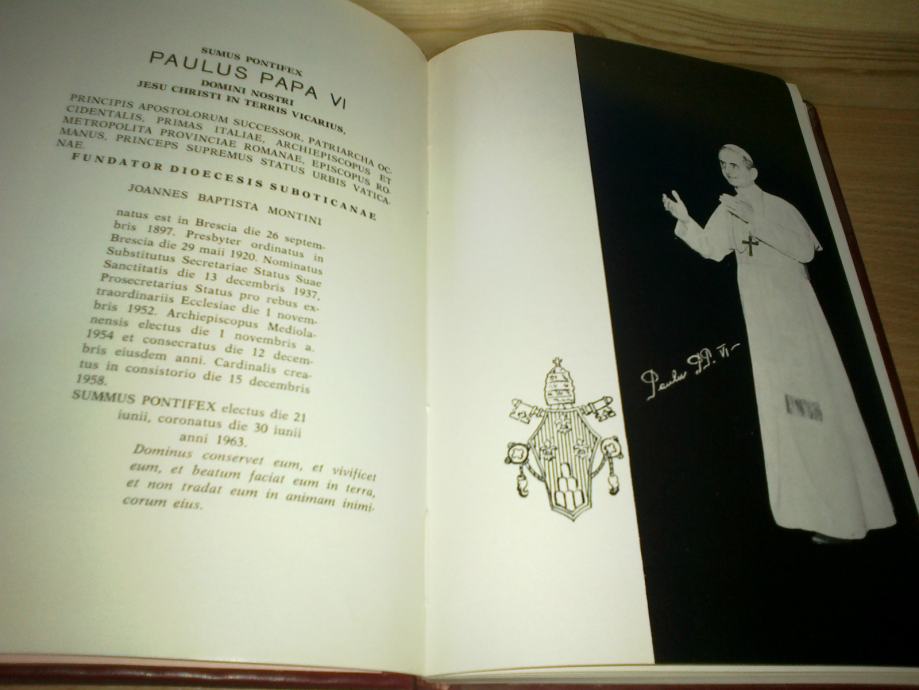 SUMUS PONTIFEX
PAULUS PAPA VI
DOMINI NOSTRI
JESU CHRISTI IN TERRIS VICARIUS,
PRINCIPIS APOSTOLORUM SUCCESSOR, PATRIARCHA OC-
CIDENTALIS, PRIMAS ITALIAE, ARCHIEPISCOPUS ET
METROPOLITA PROVINCIAE ROMANAE, EPISCOPUS RO-
MANUS, PRINCEPS SUPREMUS STATUS URBIS VATICA-
NAE.
FUNDATOR DIOECESIS SUBOTICANAE
JOANNES BAPTISTA MONTINI
natus est in Brescia die 26 septem-
bris 1897. Presbyter ordinatus in
Brescia die 29 maii 1920. Nominatus
Substitutus Secretariae Status Suae
Sanctitatis die 13 decembris 1937,
Prosecretarius Status pro rebus ex-
traordinariis Ecclesiae die 1 novem-
bris 1952. Archiepiscopus Mediola-
nensis electus die 1 novembris a.
1954 et consecratus die 12 decem-
bris eiusdem anni. Cardinalis crea-
tus in consistorio die 15 decembris
1958.
SUMMUS PONTIFEX electus die 21
iunii, coronatus die 30 iunii
anni 1963.
Dominus conservet eum, et vivificet
eum, et beatum faciat eum in terra,
et non tradat eum in animam inimi-
corum eius.
Paulus PP. VI